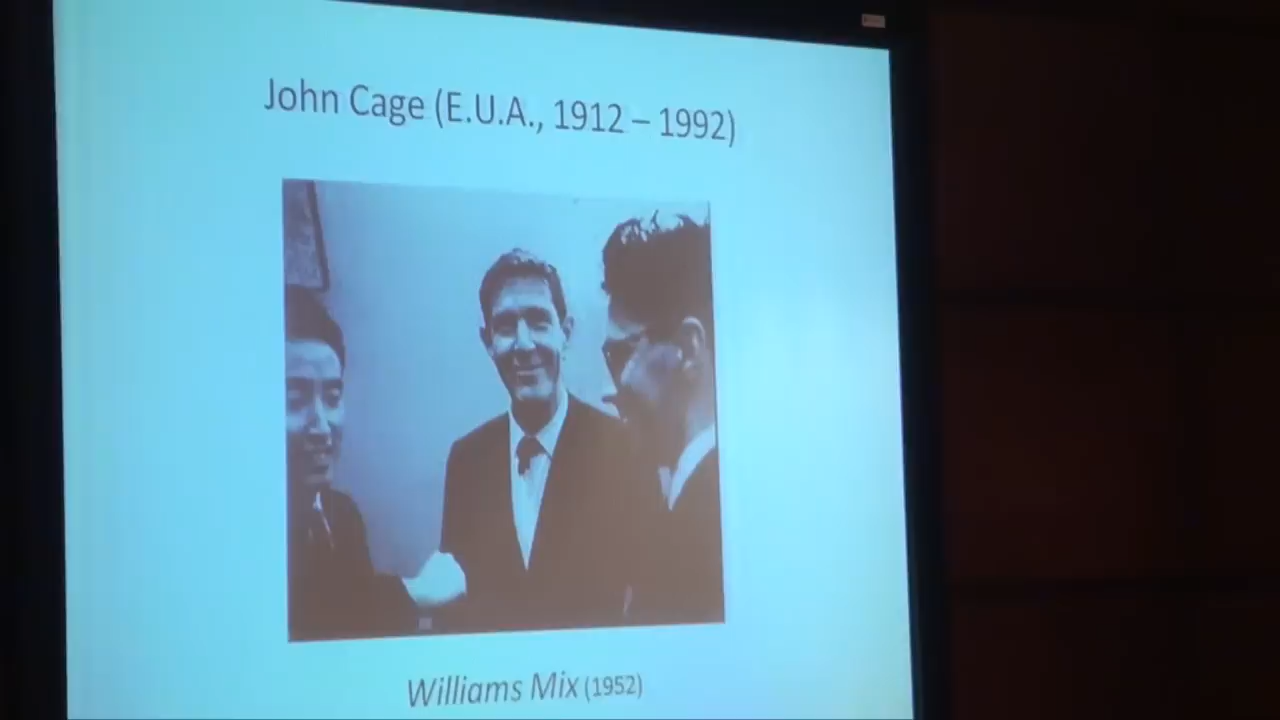 John Cage (E.U.A., 1912 – 1992)
Williams Mix (1952)